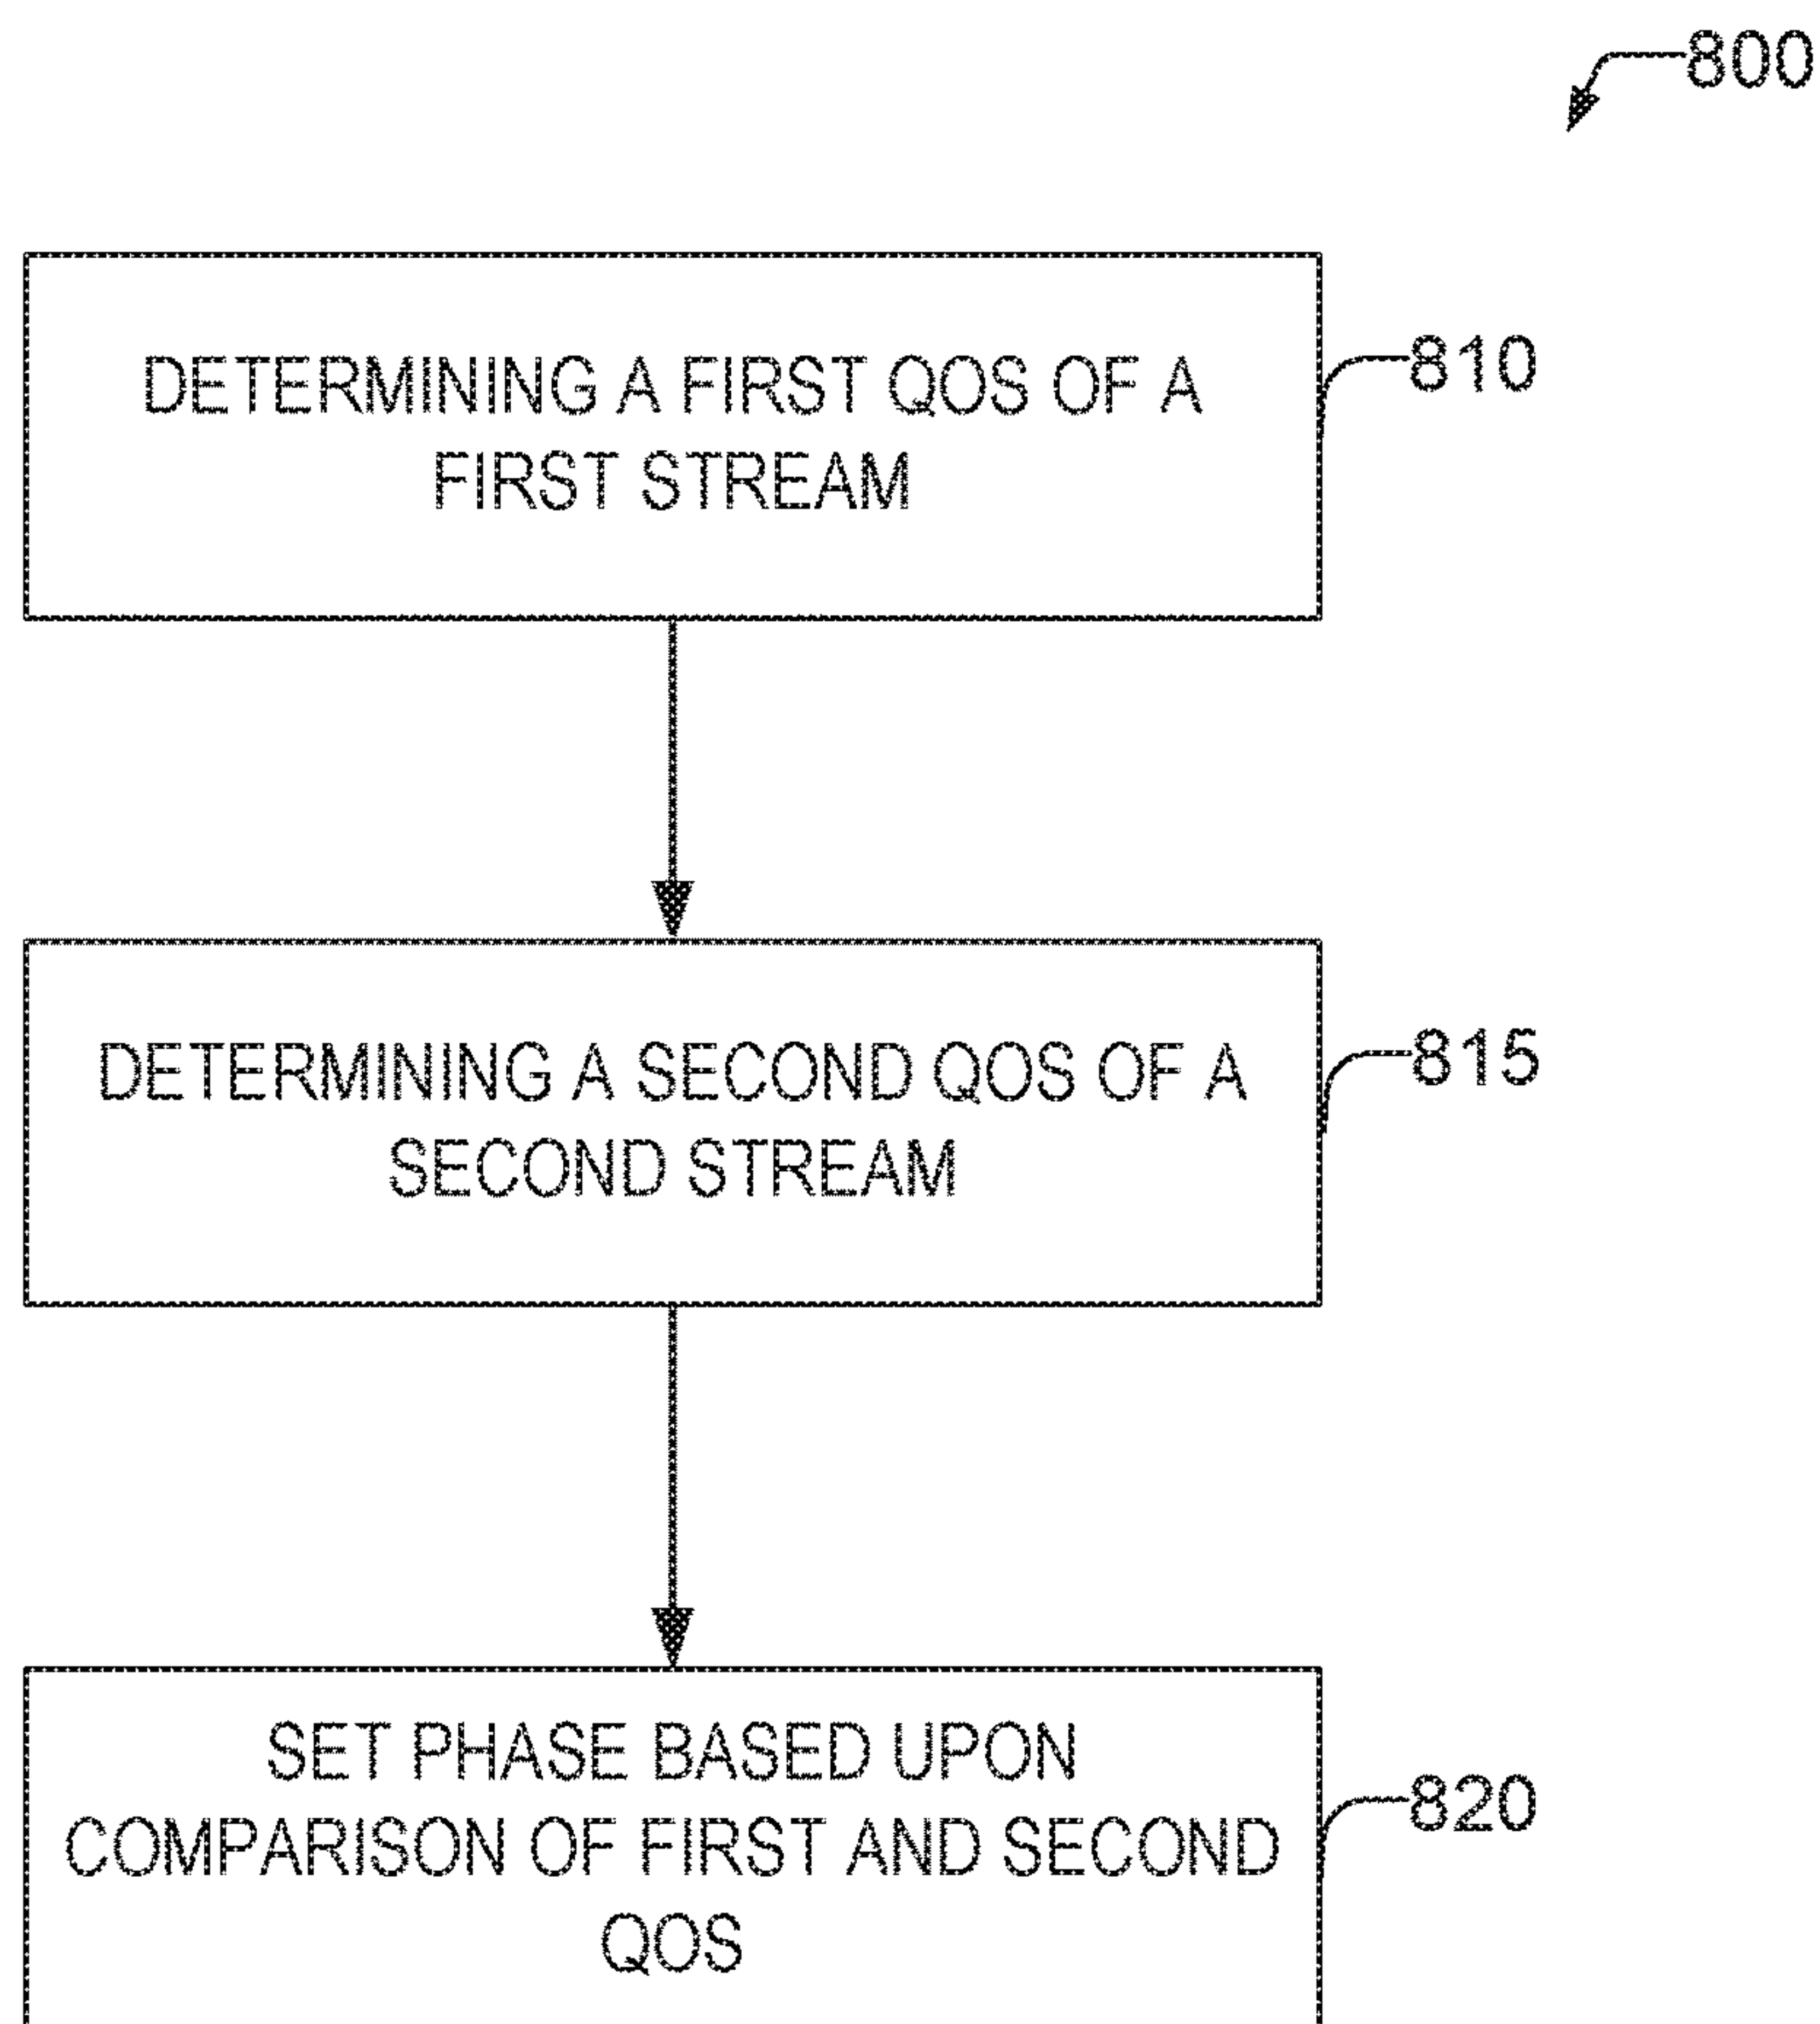 800
DETERMINING A FIRST QOS OF A
FIRST STREAM
810
DETERMINING A SECOND QOS OF A
SECOND STREAM
815
SET PHASE BASED UPON
COMPARISON OF FIRST AND SECOND
QOS
820